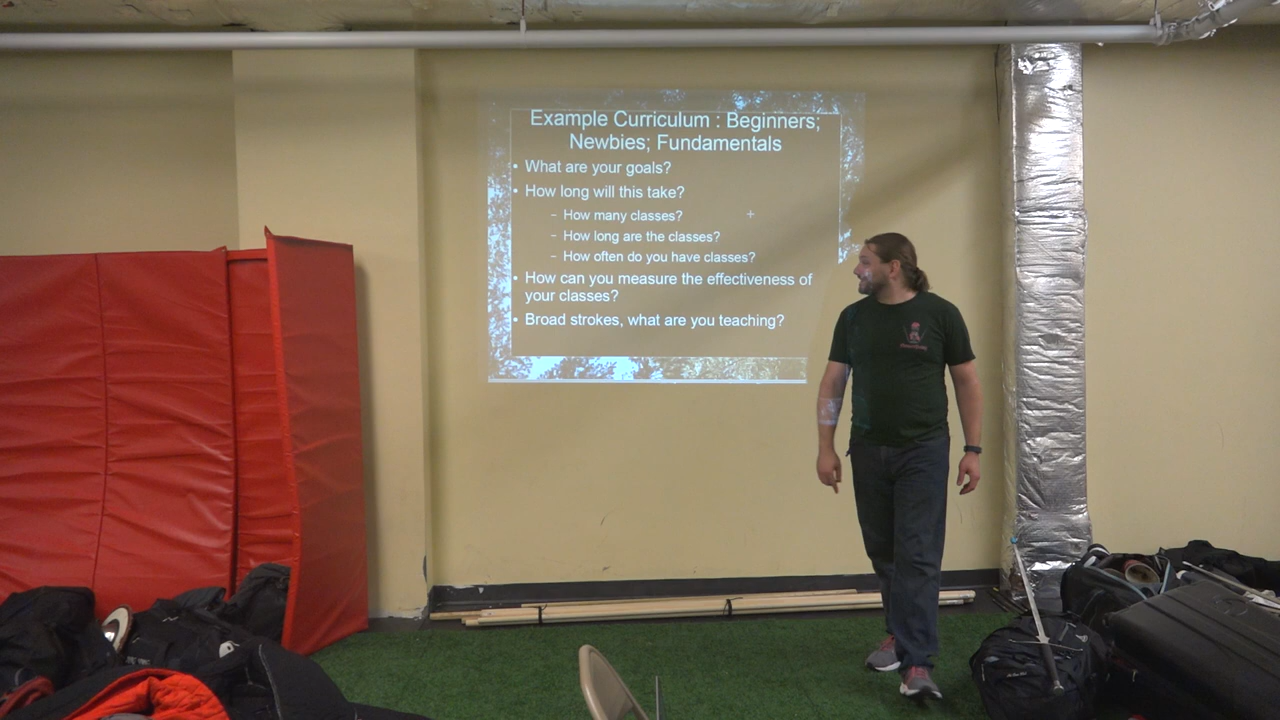 Example Curriculum : Beginners;
Newbies; Fundamentals
• What are your goals?
• How long will this take?
– How many classes?
– How long are the classes?
– How often do you have classes?
• How can you measure the effectiveness of
your classes?
• Broad strokes, what are you teaching?